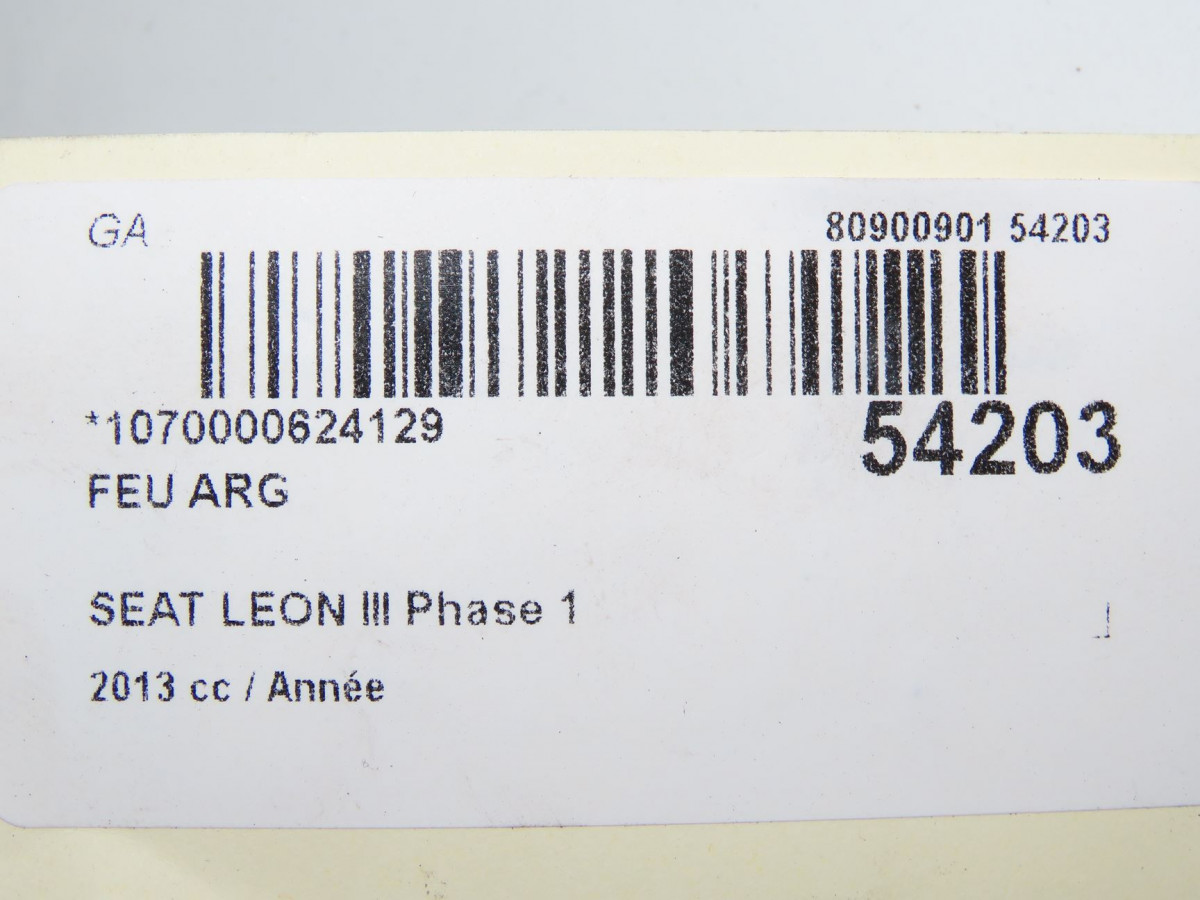 GA
80900901 54203
*1070000624129
54203
FEU ARG
SEAT LEON III Phase 1
2013 cc / Année